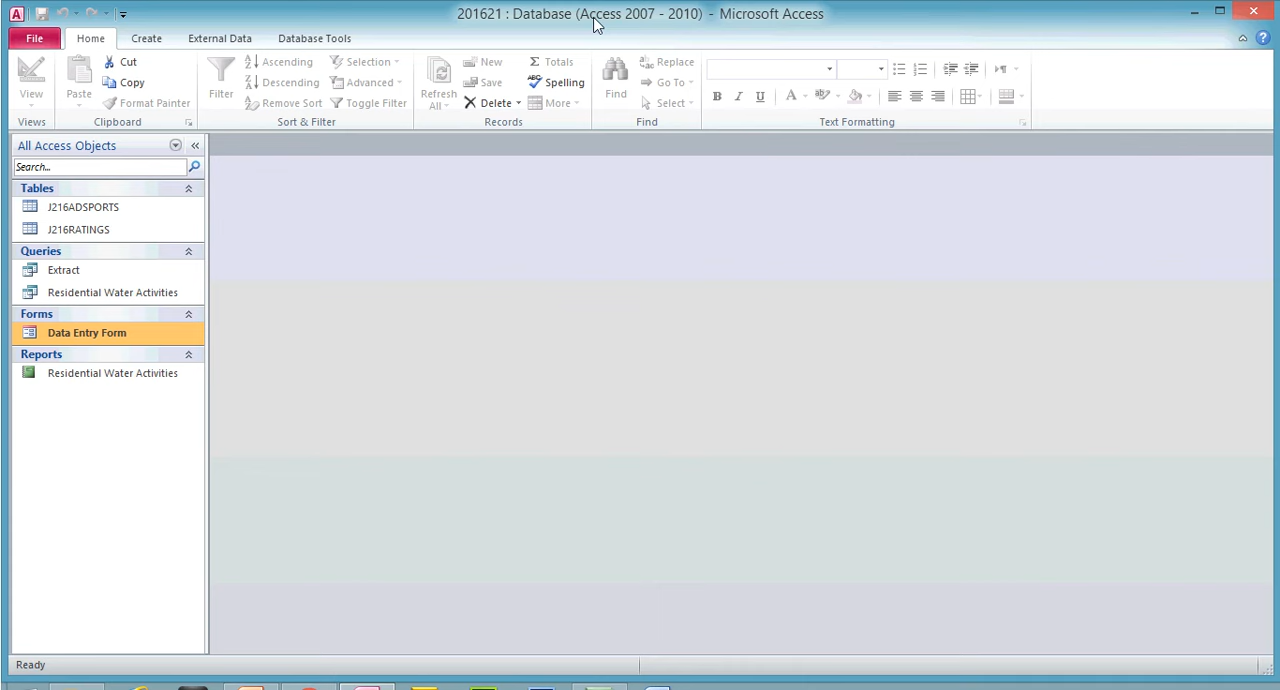 201621 : Database (Access 2007 - 2010) - Microsoft Access
File Home Create External Data Database Tools
View
Views
Paste
Cut
Copy
Format Painter
Clipboard
Filter
Ascending
Descending
Remove Sort
Selection
Advanced
Toggle Filter
Sort & Filter
Refresh
All
New
Save
Delete
Totals
Spelling
More
Records
Find
Replace
Go To
Select
Find
B I U A
Text Formatting
All Access Objects
Search...
Tables
J216ADSPORTS
J216RATINGS
Queries
Extract
Residential Water Activities
Forms
Data Entry Form
Reports
Residential Water Activities
Ready